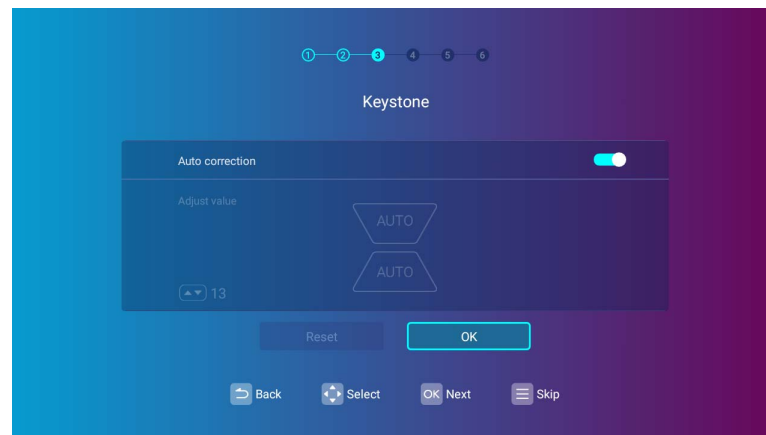 1 2 3 4 5 6
Keystone
Auto correction
Adjust value
AUTO
AUTO
13
Reset OK
Back Select OK Next Skip